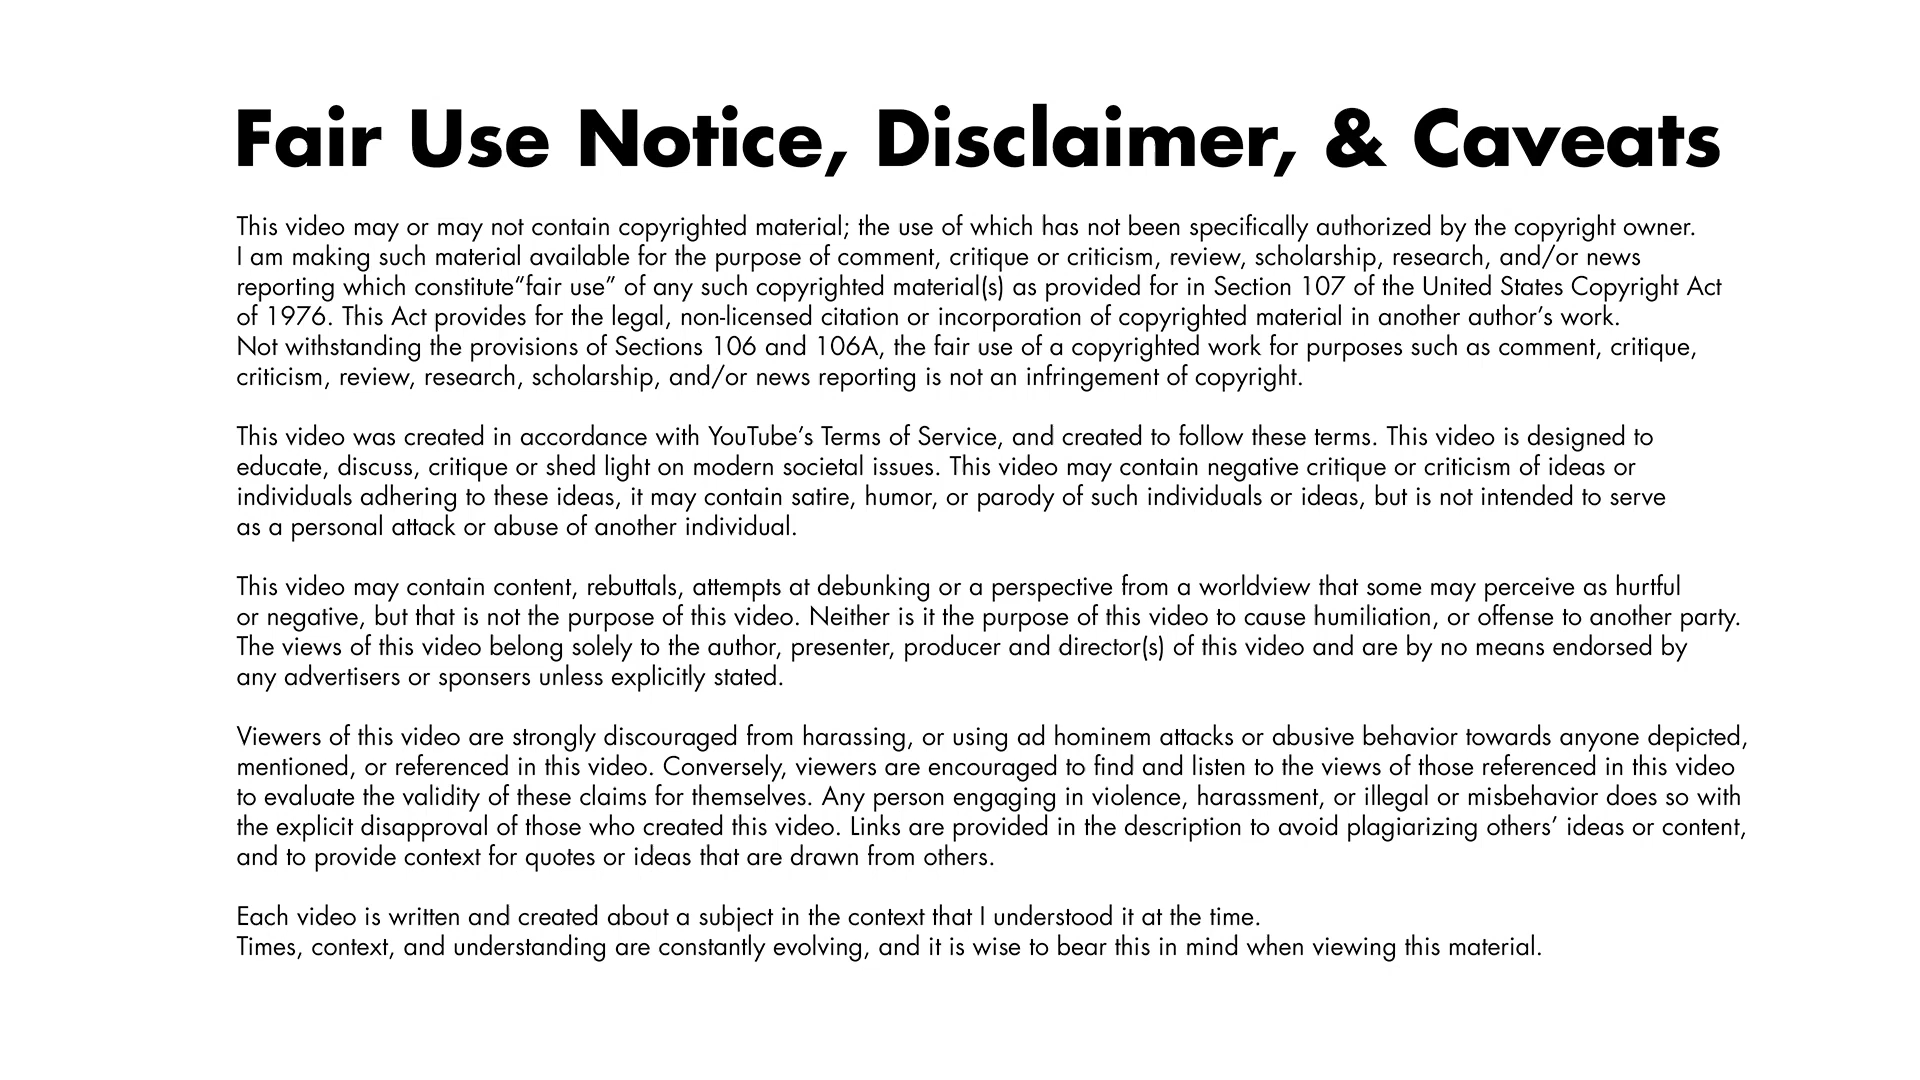 Fair Use Notice, Disclaimer, & Caveats
This video may or may not contain copyrighted material; the use of which has not been specifically authorized by the copyright owner.
I am making such material available for the purpose of comment, critique or criticism, review, scholarship, research, and/or news
reporting which constitute“fair use” of any such copyrighted material(s) as provided for in Section 107 of the United States Copyright Act
of 1976. This Act provides for the legal, non-licensed citation or incorporation of copyrighted material in another author’s work.
Not withstanding the provisions of Sections 106 and 106A, the fair use of a copyrighted work for purposes such as comment, critique,
criticism, review, research, scholarship, and/or news reporting is not an infringement of copyright.
This video was created in accordance with YouTube’s Terms of Service, and created to follow these terms. This video is designed to
educate, discuss, critique or shed light on modern societal issues. This video may contain negative critique or criticism of ideas or
individuals adhering to these ideas, it may contain satire, humor, or parody of such individuals or ideas, but is not intended to serve
as a personal attack or abuse of another individual.
This video may contain content, rebuttals, attempts at debunking or a perspective from a worldview that some may perceive as hurtful
or negative, but that is not the purpose of this video. Neither is it the purpose of this video to cause humiliation, or offense to another party.
The views of this video belong solely to the author, presenter, producer and director(s) of this video and are by no means endorsed by
any advertisers or sponsers unless explicitly stated.
Viewers of this video are strongly discouraged from harassing, or using ad hominem attacks or abusive behavior towards anyone depicted,
mentioned, or referenced in this video. Conversely, viewers are encouraged to find and listen to the views of those referenced in this video
to evaluate the validity of these claims for themselves. Any person engaging in violence, harassment, or illegal or misbehavior does so with
the explicit disapproval of those who created this video. Links are provided in the description to avoid plagiarizing others’ ideas or content,
and to provide context for quotes or ideas that are drawn from others.
Each video is written and created about a subject in the context that I understood it at the time.
Times, context, and understanding are constantly evolving, and it is wise to bear this in mind when viewing this material.